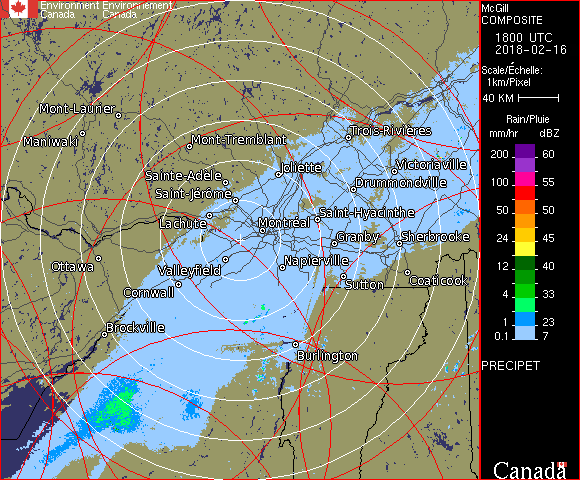 Environment Environnement
Canada Canada
McGill
COMPOSITE
1800 UTC
2018-02-16
Scale/Échelle:
1km/Pixel
40 KM
Rain/Pluie
mm/hr dBZ
200 60
100 55
50 50
24 45
12 40
4 33
1 23
0.1 7
PRECIPET
Canada
Mont-Laurier
Maniwaki
Mont-Tremblant
Trois-Rivières
Joliette
Victoriaville
Sainte-Adèle
Drummondville
Saint-Jérôme
Saint-Hyacinthe
Lachute
Montréal
Granby
Sherbrooke
Ottawa
Valleyfield
Napierville
Cornwall
Sutton
Coaticook
Brockville
Burlington